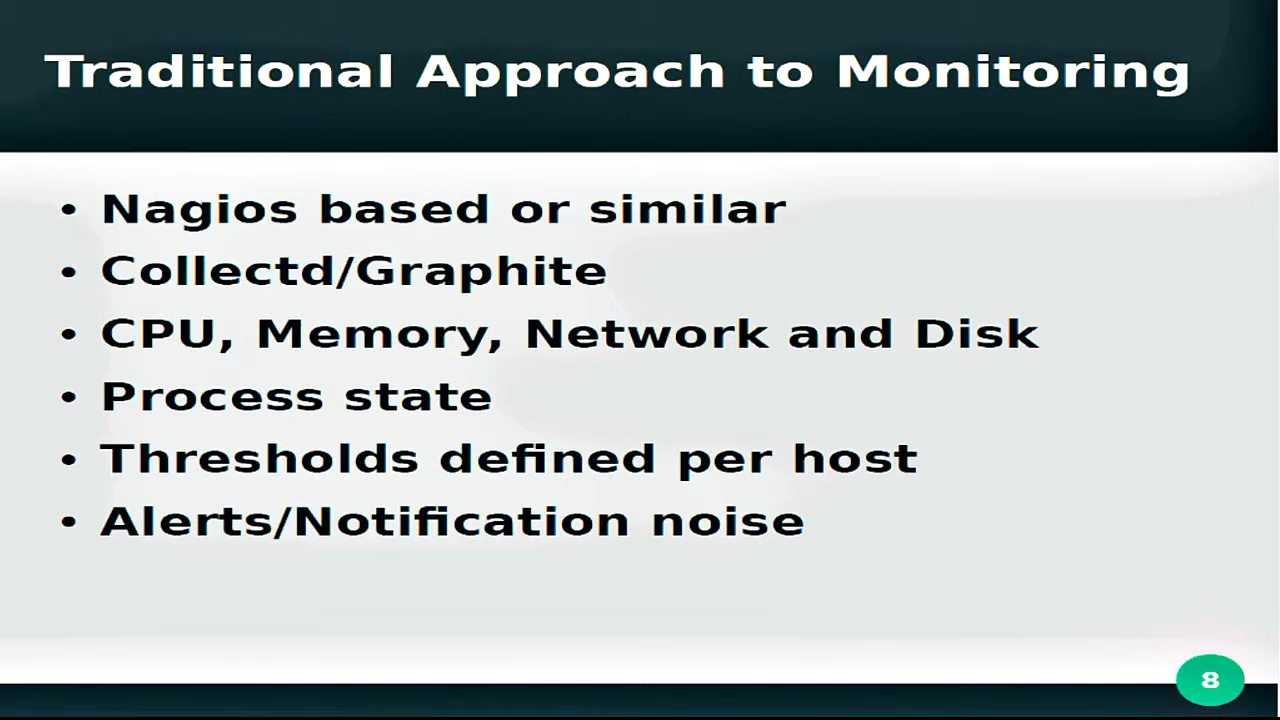 Traditional Approach to Monitoring
• Nagios based or similar
• Collectd/Graphite
• CPU, Memory, Network and Disk
• Process state
• Thresholds defined per host
• Alerts/Notification noise
8